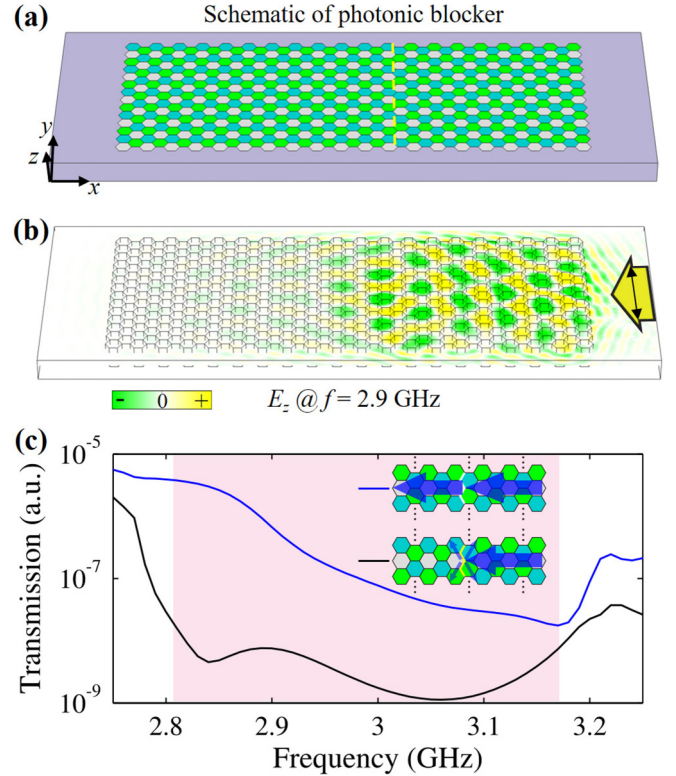 (a) Schematic of photonic blocker
y
z
x
(b)
- 0 + E_z @ f = 2.9 GHz
(c)
10^-5
10^-7
10^-9
Transmission (a.u.)
2.8 2.9 3 3.1 3.2
Frequency (GHz)